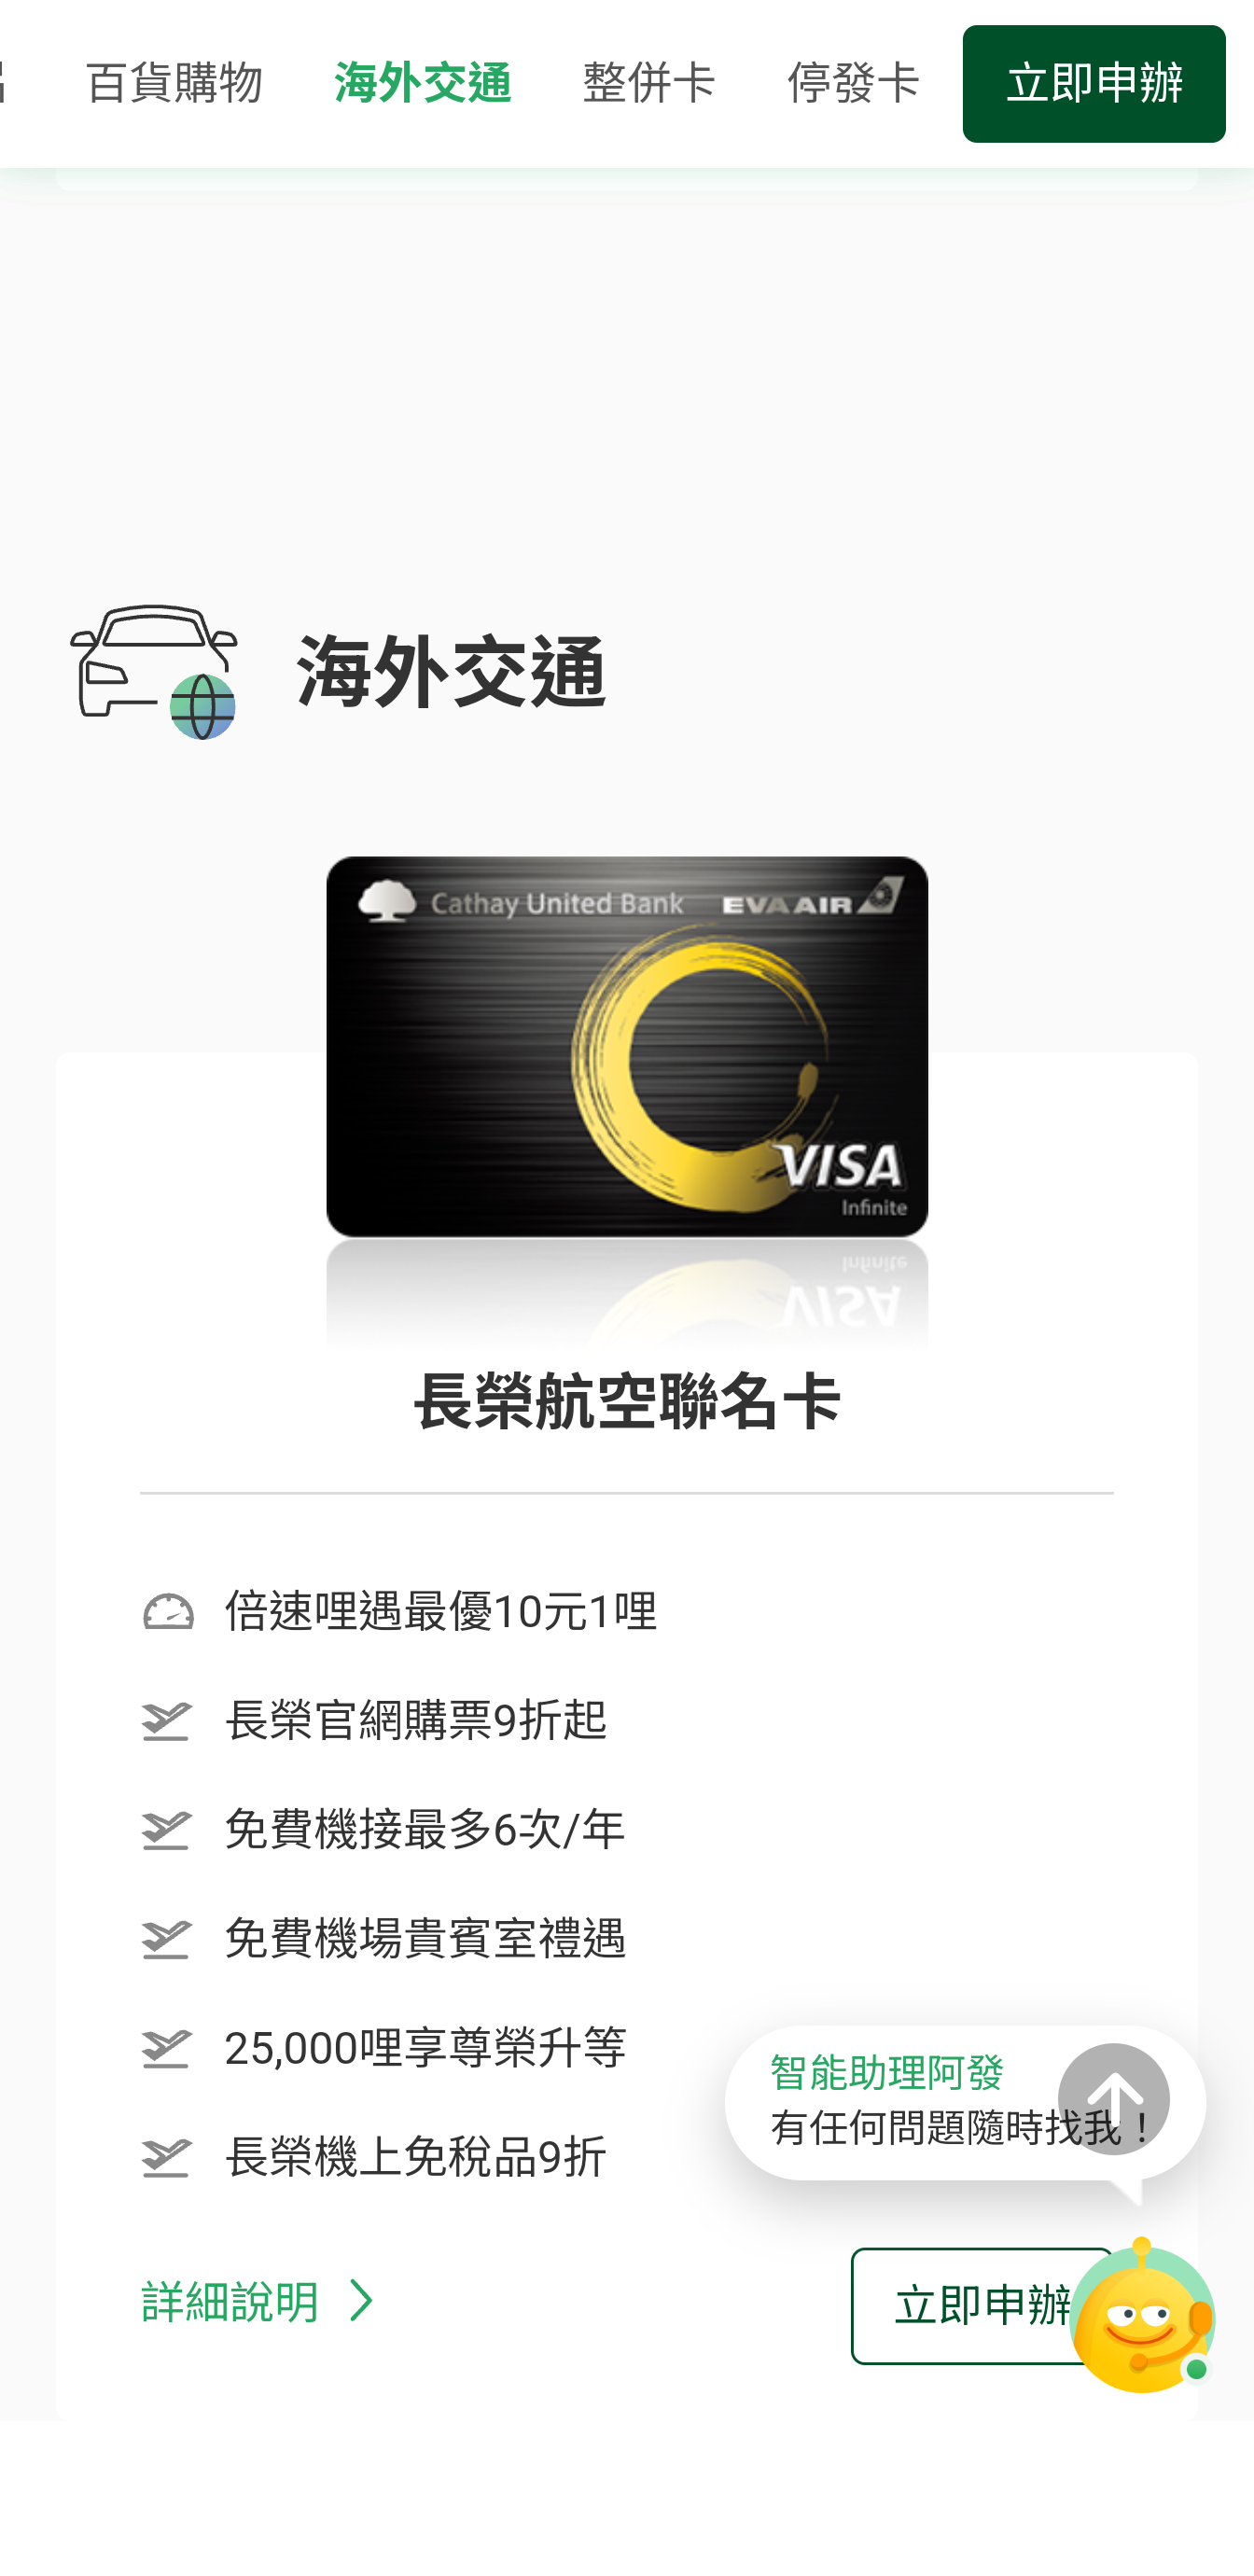 百貨購物 海外交通 整併卡 停發卡 立即申辦
海外交通
Cathay United Bank EVA AIR
VISA
Infinite
長榮航空聯名卡
倍速哩遇最優10元1哩
長榮官網購票9折起
免費機接最多6次/年
免費機場貴賓室禮遇
25,000哩享尊榮升等
長榮機上免稅品9折
智能助理阿發
有任何問題隨時找我！
詳細說明 立即申辦